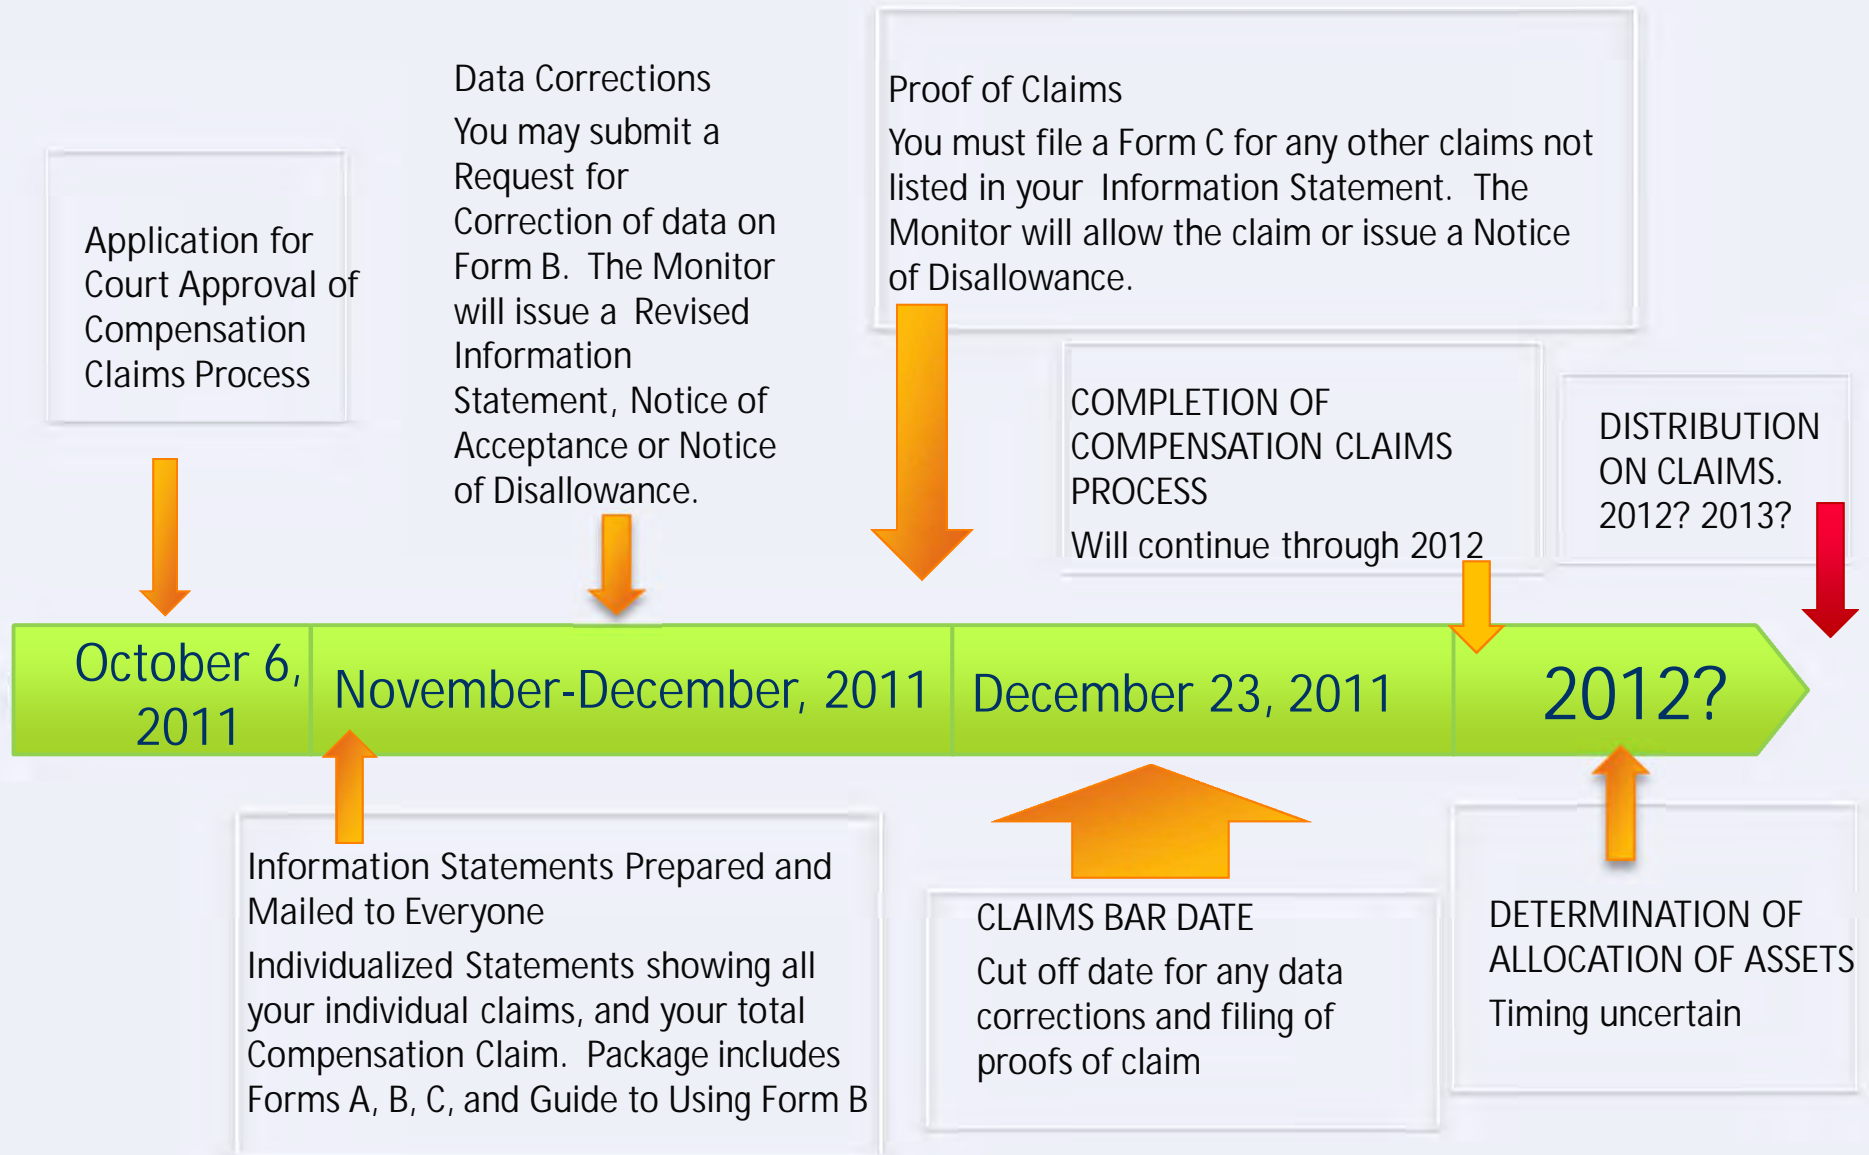 Application for
Court Approval of
Compensation
Claims Process
Data Corrections
You may submit a
Request for
Correction of data on
Form B. The Monitor
will issue a Revised
Information
Statement, Notice of
Acceptance or Notice
of Disallowance.
Proof of Claims
You must file a Form C for any other claims not
listed in your Information Statement. The
Monitor will allow the claim or issue a Notice
of Disallowance.
COMPLETION OF
COMPENSATION CLAIMS
PROCESS
Will continue through 2012
DISTRIBUTION
ON CLAIMS.
2012? 2013?
October 6,
2011
November-December, 2011
December 23, 2011
2012?
Information Statements Prepared and
Mailed to Everyone
Individualized Statements showing all
your individual claims, and your total
Compensation Claim. Package includes
Forms A, B, C, and Guide to Using Form B
CLAIMS BAR DATE
Cut off date for any data
corrections and filing of
proofs of claim
DETERMINATION OF
ALLOCATION OF ASSETS
Timing uncertain